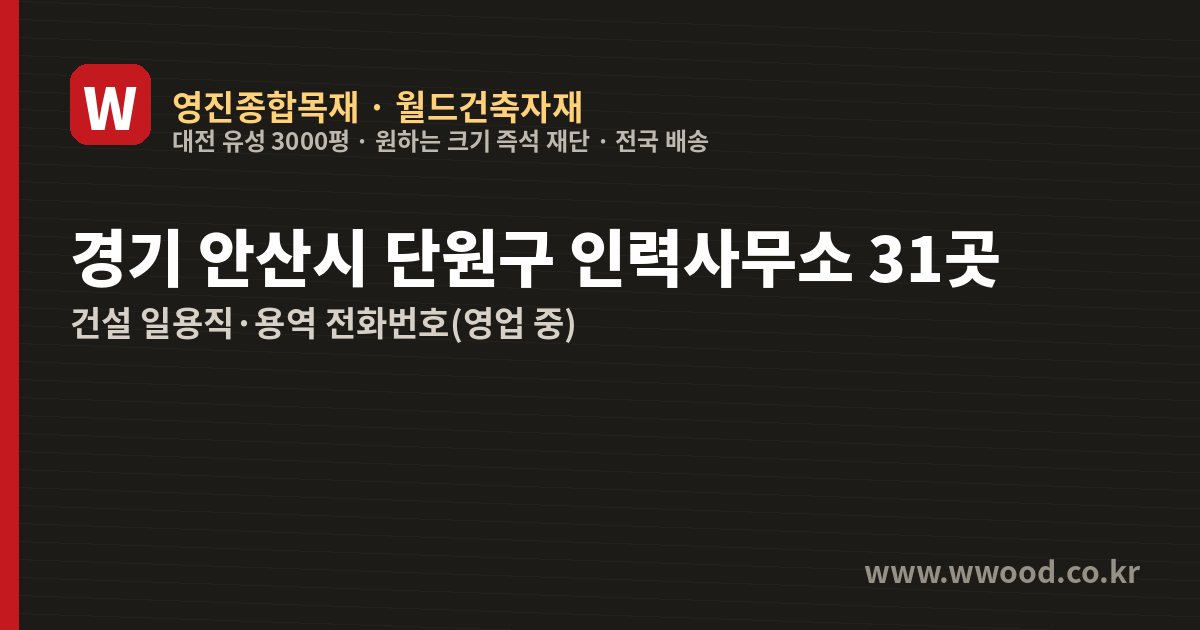 W
영진종합목재 · 월드건축자재
대전 유성 3000평 · 원하는 크기 즉석 재단 · 전국 배송
경기 안산시 단원구 인력사무소 31곳
건설 일용직·용역 전화번호(영업 중)
www.wwood.co.kr